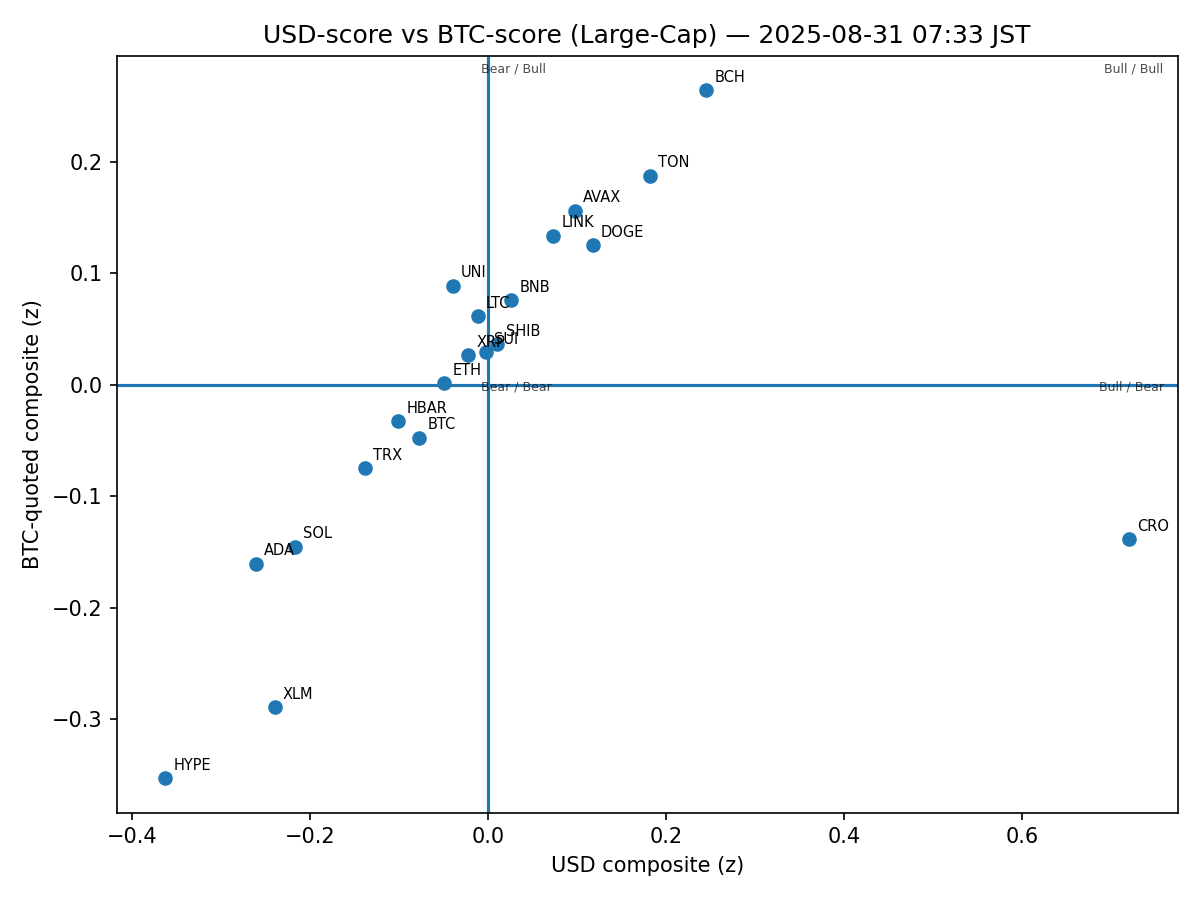 USD-score vs BTC-score (Large-Cap) — 2025-08-31 07:33 JST
Bear / Bull
Bull / Bull
BCH
TON
AVAX
LINK
DOGE
UNI
BNB
LTC
SHIB
SUI
XRP
ETH
Bear / Bear
Bull / Bear
HBAR
BTC
TRX
SOL
ADA
CRO
XLM
HYPE
0.2
0.1
0.0
−0.1
−0.2
−0.3
BTC-quoted composite (z)
−0.4
−0.2
0.0
0.2
0.4
0.6
USD composite (z)